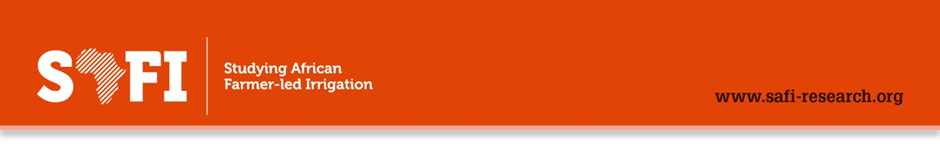 SAFI
Studying African
Farmer-led Irrigation
www.safi-research.org